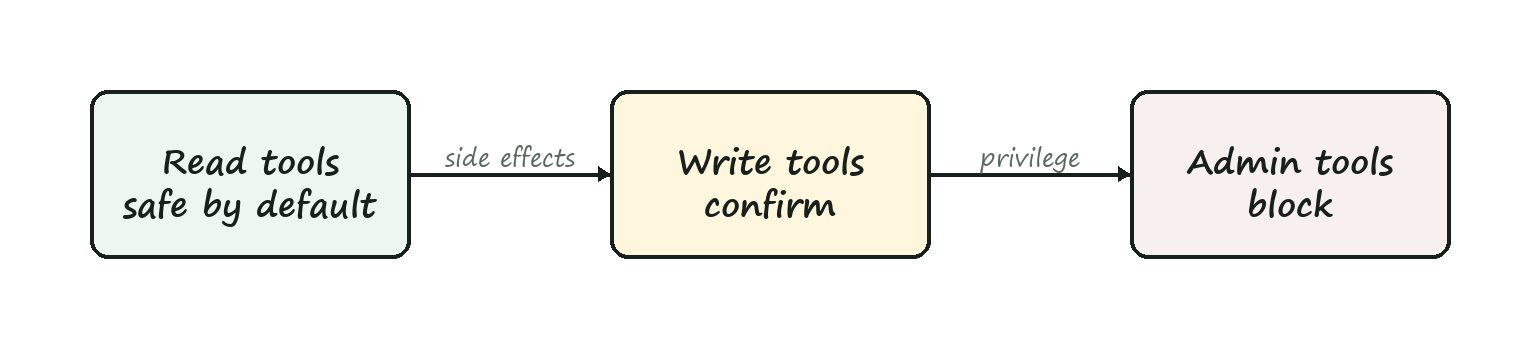 Read tools
safe by default
side effects
Write tools
confirm
privilege
Admin tools
block